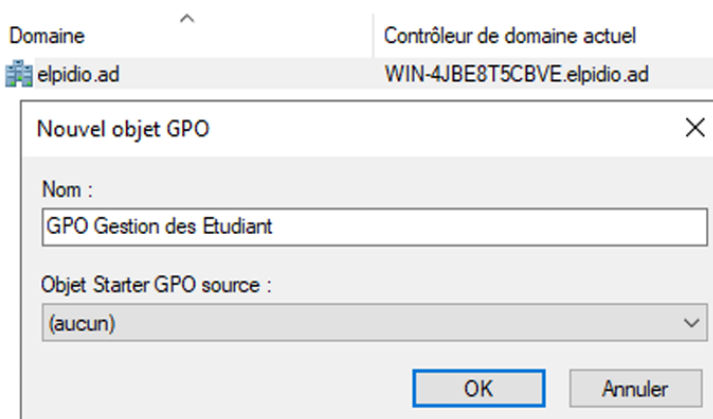 Domaine Contrôleur de domaine actuel
elpidio.ad WIN-4JBE8T5CBVE.elpidio.ad
Nouvel objet GPO
Nom :
GPO Gestion des Etudiant
Objet Starter GPO source :
(aucun)
OK Annuler